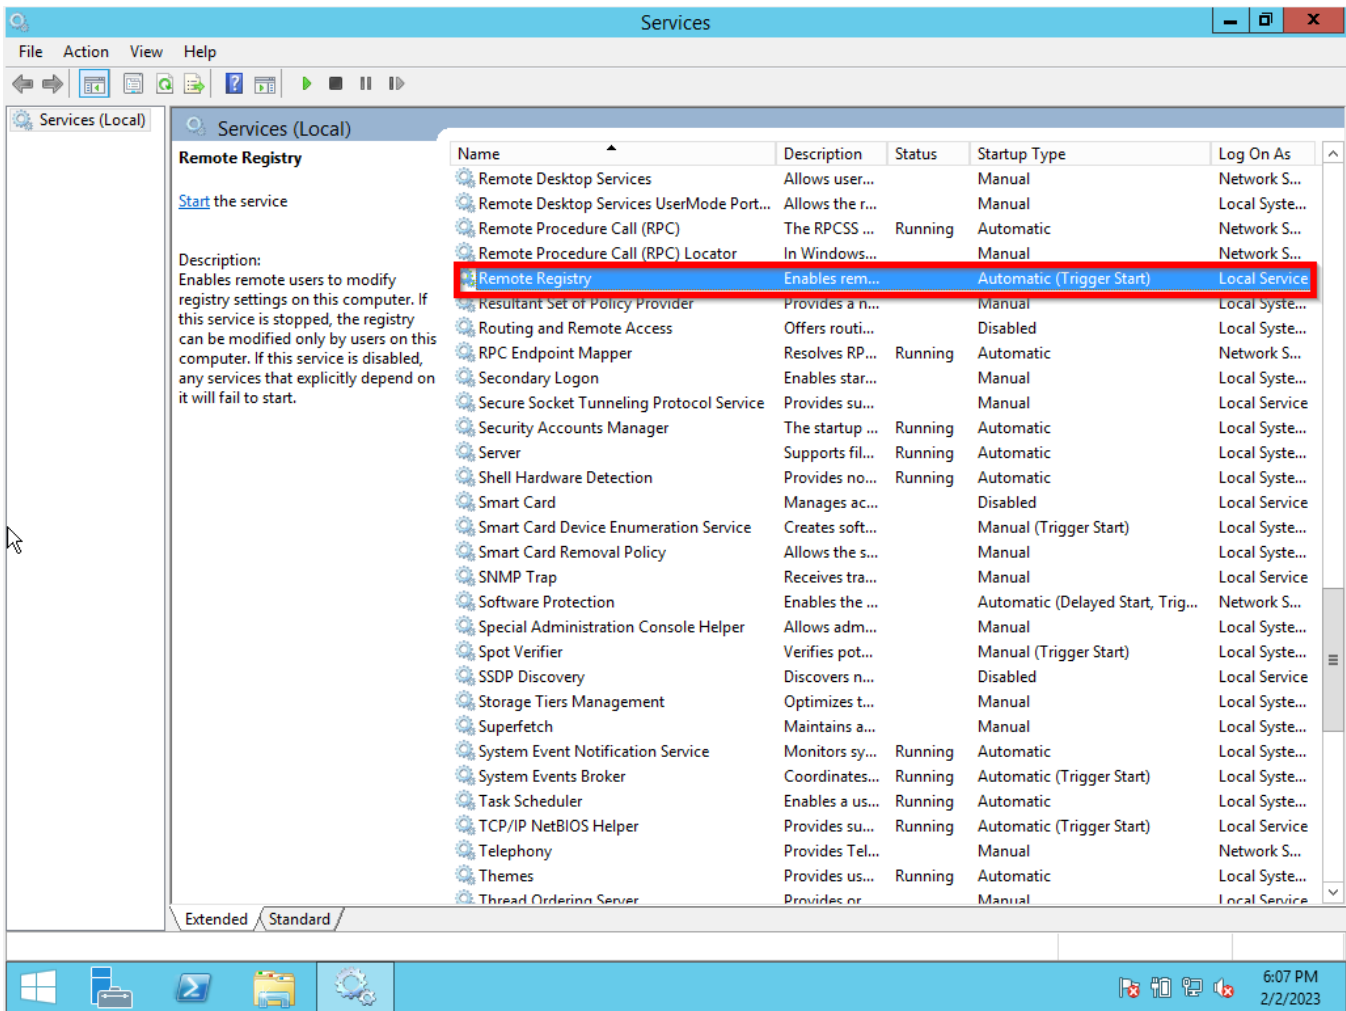 Services
File Action View Help
Services (Local)
Services (Local)
Remote Registry
Start the service
Description:
Enables remote users to modify
registry settings on this computer. If
this service is stopped, the registry
can be modified only by users on this
computer. If this service is disabled,
any services that explicitly depend on
it will fail to start.
Name Description Status Startup Type Log On As
Remote Desktop Services Allows user... Manual Network S...
Remote Desktop Services UserMode Port... Allows the r... Manual Local Syste...
Remote Procedure Call (RPC) The RPCSS ... Running Automatic Network S...
Remote Procedure Call (RPC) Locator In Windows... Manual Network S...
Remote Registry Enables rem... Automatic (Trigger Start) Local Service
Resultant Set of Policy Provider Provides a n... Manual Local Syste...
Routing and Remote Access Offers routi... Disabled Local Syste...
RPC Endpoint Mapper Resolves RP... Running Automatic Network S...
Secondary Logon Enables star... Manual Local Syste...
Secure Socket Tunneling Protocol Service Provides su... Manual Local Service
Security Accounts Manager The startup ... Running Automatic Local Syste...
Server Supports fil... Running Automatic Local Syste...
Shell Hardware Detection Provides no... Running Automatic Local Syste...
Smart Card Manages ac... Disabled Local Service
Smart Card Device Enumeration Service Creates soft... Manual (Trigger Start) Local Syste...
Smart Card Removal Policy Allows the s... Manual Local Syste...
SNMP Trap Receives tra... Manual Local Service
Software Protection Enables the ... Automatic (Delayed Start, Trig... Network S...
Special Administration Console Helper Allows adm... Manual Local Syste...
Spot Verifier Verifies pot... Manual (Trigger Start) Local Syste...
SSDP Discovery Discovers n... Disabled Local Service
Storage Tiers Management Optimizes t... Manual Local Syste...
Superfetch Maintains a... Manual Local Syste...
System Event Notification Service Monitors sy... Running Automatic Local Syste...
System Events Broker Coordinates... Running Automatic (Trigger Start) Local Syste...
Task Scheduler Enables a us... Running Automatic Local Syste...
TCP/IP NetBIOS Helper Provides su... Running Automatic (Trigger Start) Local Service
Telephony Provides Tel... Manual Network S...
Themes Provides us... Running Automatic Local Syste...
Thread Ordering Server Provides or... Manual Local Service
Extended Standard
6:07 PM
2/2/2023